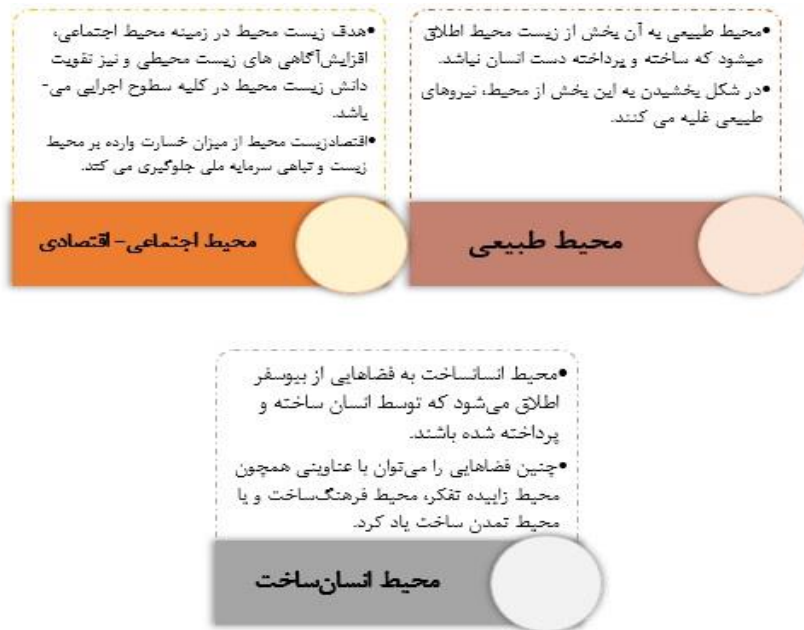 •محیط طبیعی به آن بخش از زیست محیط اطلاق
میشود که ساخته و پرداخته دست انسان نباشد.
•در شکل بخشیدن به این بخش از محیط، نیروهای
طبیعی غلبه می کنند.
محیط طبیعی
•هدف زیست محیط در زمینه محیط اجتماعی،
افزایش‌آگاهی های زیست محیطی و نیز تقویت
دانش زیست محیط در کلیه سطوح اجرایی می-
باشد.
•اقتصادزیست محیط از میزان خسارت وارده بر محیط
زیست و تباهی سرمایه ملی جلوگیری می کند.
محیط اجتماعی- اقتصادی
•محیط انسانساخت به فضاهایی از بیوسفر
اطلاق می‌شود که توسط انسان ساخته و
پرداخته شده باشند.
•چنین فضاهایی را می‌توان با عناوینی همچون
محیط زاییده تفکر، محیط فرهنگ‌ساخت و یا
محیط تمدن ساخت یاد کرد.
محیط انسان‌ساخت